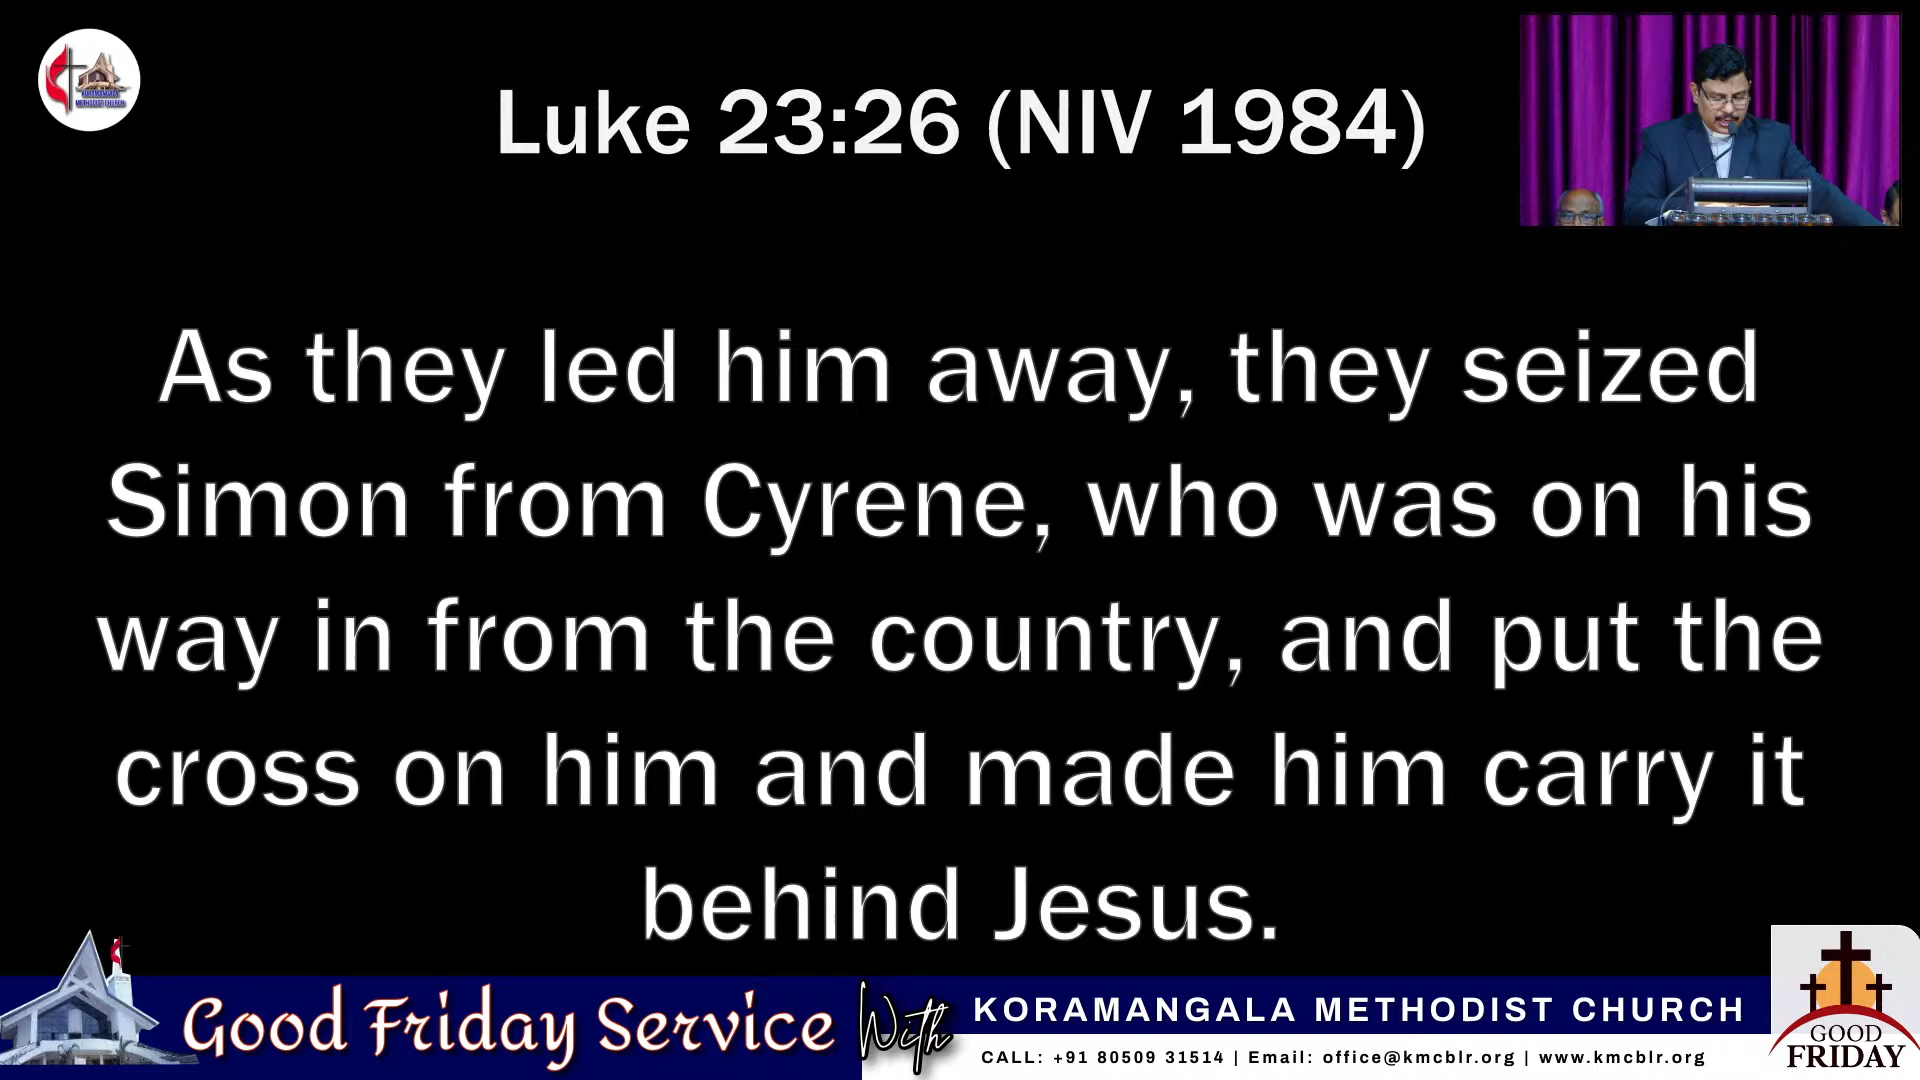 KORAMANGALA
METHODIST CHURCH
Luke 23:26 (NIV 1984)
As they led him away, they seized
Simon from Cyrene, who was on his
way in from the country, and put the
cross on him and made him carry it
behind Jesus.
Good Friday Service With KORAMANGALA METHODIST CHURCH
CALL: +91 80509 31514 | Email: office@kmcblr.org | www.kmcblr.org
GOOD
FRIDAY